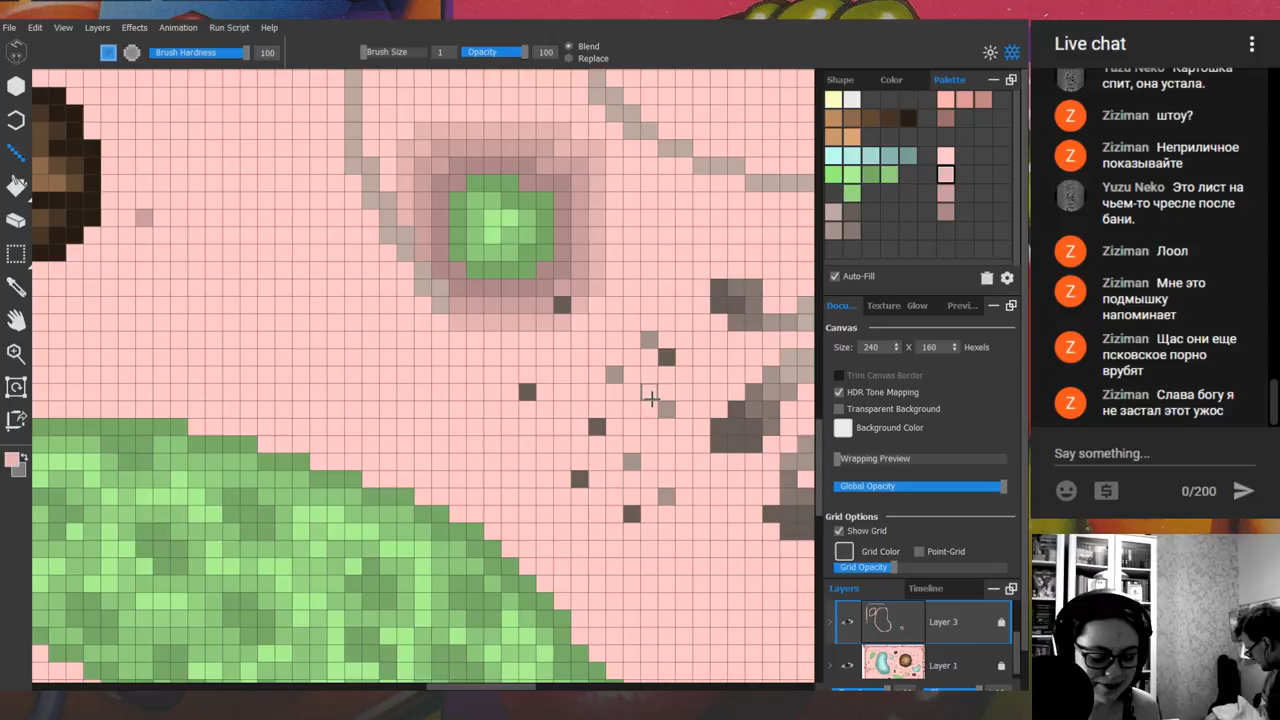 File Edit View Layers Effects Animation Run Script Help
Brush Hardness 100 Brush Size 1 Opacity 100 Blend
Replace
Shape Color Palette
Auto-Fill
Docu... Texture Glow Previ...
Canvas
Size: 240 X 160 Hexels
Trim Canvas Border
HDR Tone Mapping
Transparent Background
Background Color
Wrapping Preview
Global Opacity
Grid Options
Show Grid
Grid Color Point-Grid
Grid Opacity
Layers Timeline
Layer 3
Layer 1
Live chat
Yuzu Neko Картошка
спит, она устала.
Z Ziziman штоу?
Z Ziziman Неприличное
показывайте
Yuzu Neko Это лист на
чьем-то чресле после
бани.
Z Ziziman Лоол
Z Ziziman Мне это
подмышку
напоминает
Z Ziziman Щас они еще
псковское порно
врубят
Z Ziziman Слава богу я
не застал этот ужос
Say something...
0/200